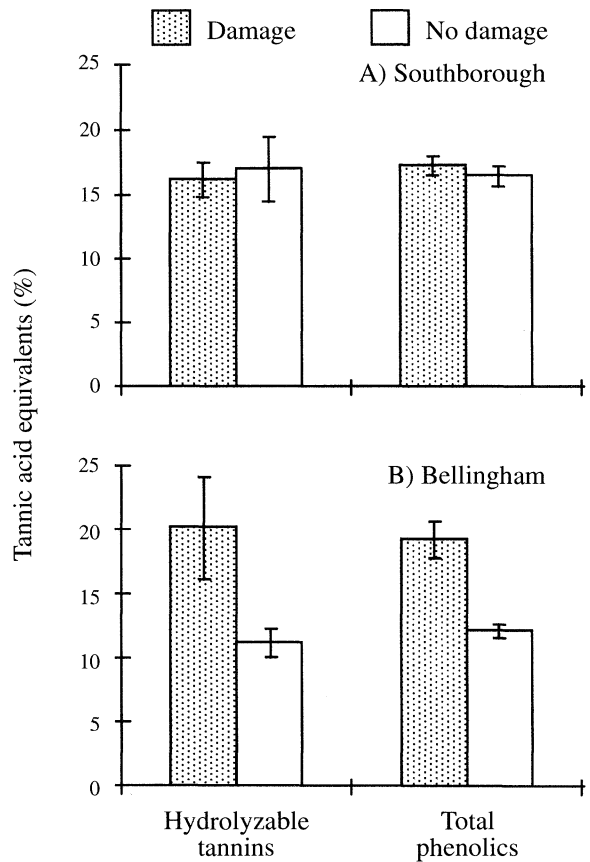 Damage
No damage
A) Southborough
25
20
15
10
5
0
Tannic acid equivalents (%)
B) Bellingham
25
20
15
10
5
0
Hydrolyzable
tannins
Total
phenolics